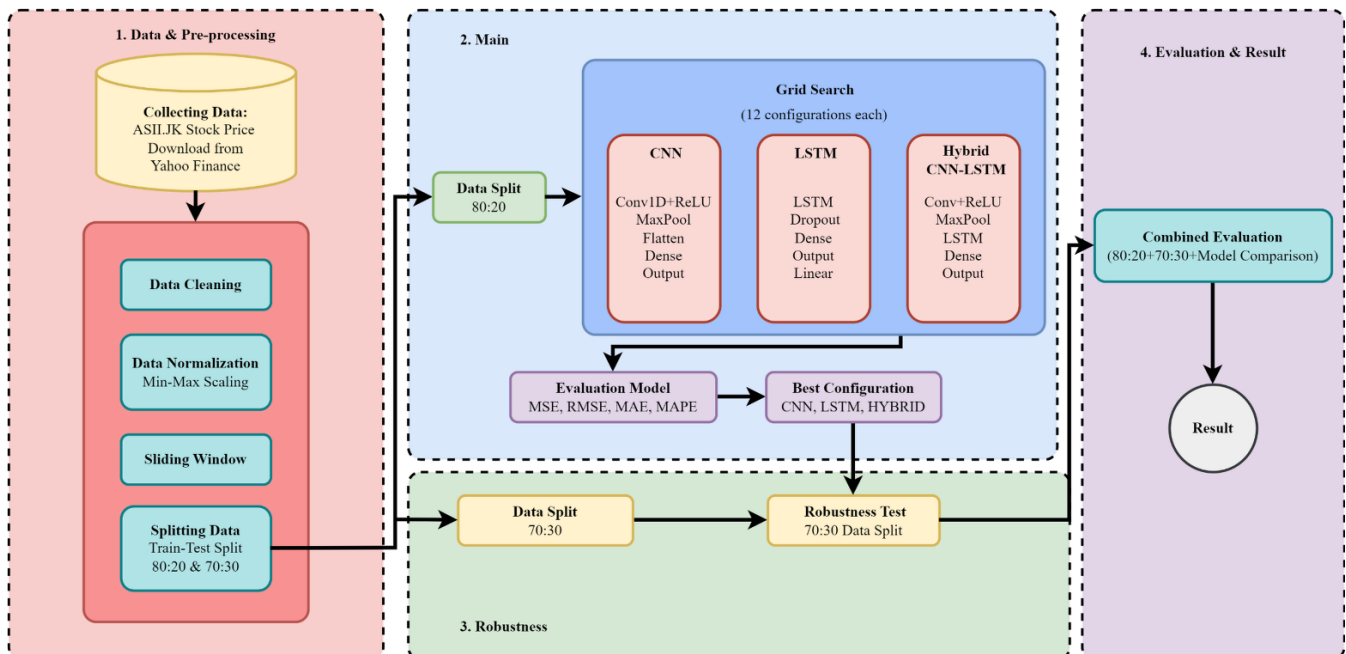 1. Data & Pre-processing
Collecting Data:
ASII.JK Stock Price
Download from
Yahoo Finance
Data Cleaning
Data Normalization
Min-Max Scaling
Sliding Window
Splitting Data
Train-Test Split
80:20 & 70:30
2. Main
Data Split
80:20
Grid Search
(12 configurations each)
CNN
Conv1D+ReLU
MaxPool
Flatten
Dense
Output
LSTM
LSTM
Dropout
Dense
Output
Linear
Hybrid
CNN-LSTM
Conv+ReLU
MaxPool
LSTM
Dense
Output
Evaluation Model
MSE, RMSE, MAE, MAPE
Best Configuration
CNN, LSTM, HYBRID
Data Split
70:30
Robustness Test
70:30 Data Split
3. Robustness
4. Evaluation & Result
Combined Evaluation
(80:20+70:30+Model Comparison)
Result